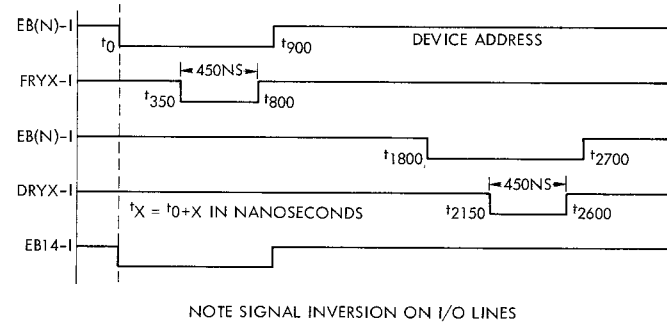 EB(N)-I
t0 t900 DEVICE ADDRESS
450NS
FRYX-I
t350 t800
EB(N)-I
t1800 t2700
450NS
DRYX-I
tX = t0+X IN NANOSECONDS t2150 t2600
EB14-I
NOTE SIGNAL INVERSION ON I/O LINES